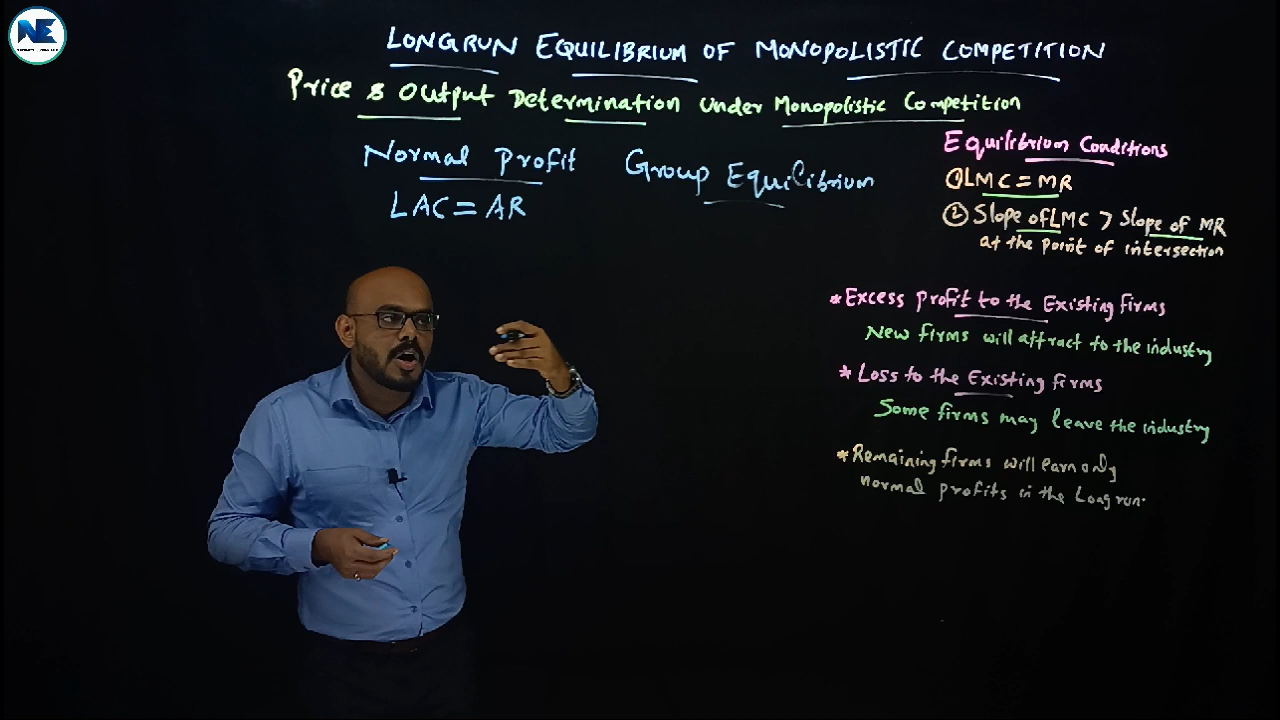 NE
LONGRUN EQUILIBRIUM OF MONOPOLISTIC COMPETITION
Price & Output Determination Under Monopolistic Competition
Normal Profit Group Equilibrium
LAC = AR
Equilibrium Conditions
① LMC = MR
② Slope of LMC > Slope of MR
at the point of intersection
* Excess profit to the Existing firms
New firms will attract to the industry
* Loss to the Existing firms
Some firms may leave the industry
* Remaining firms will earn only
normal profits in the Long run.